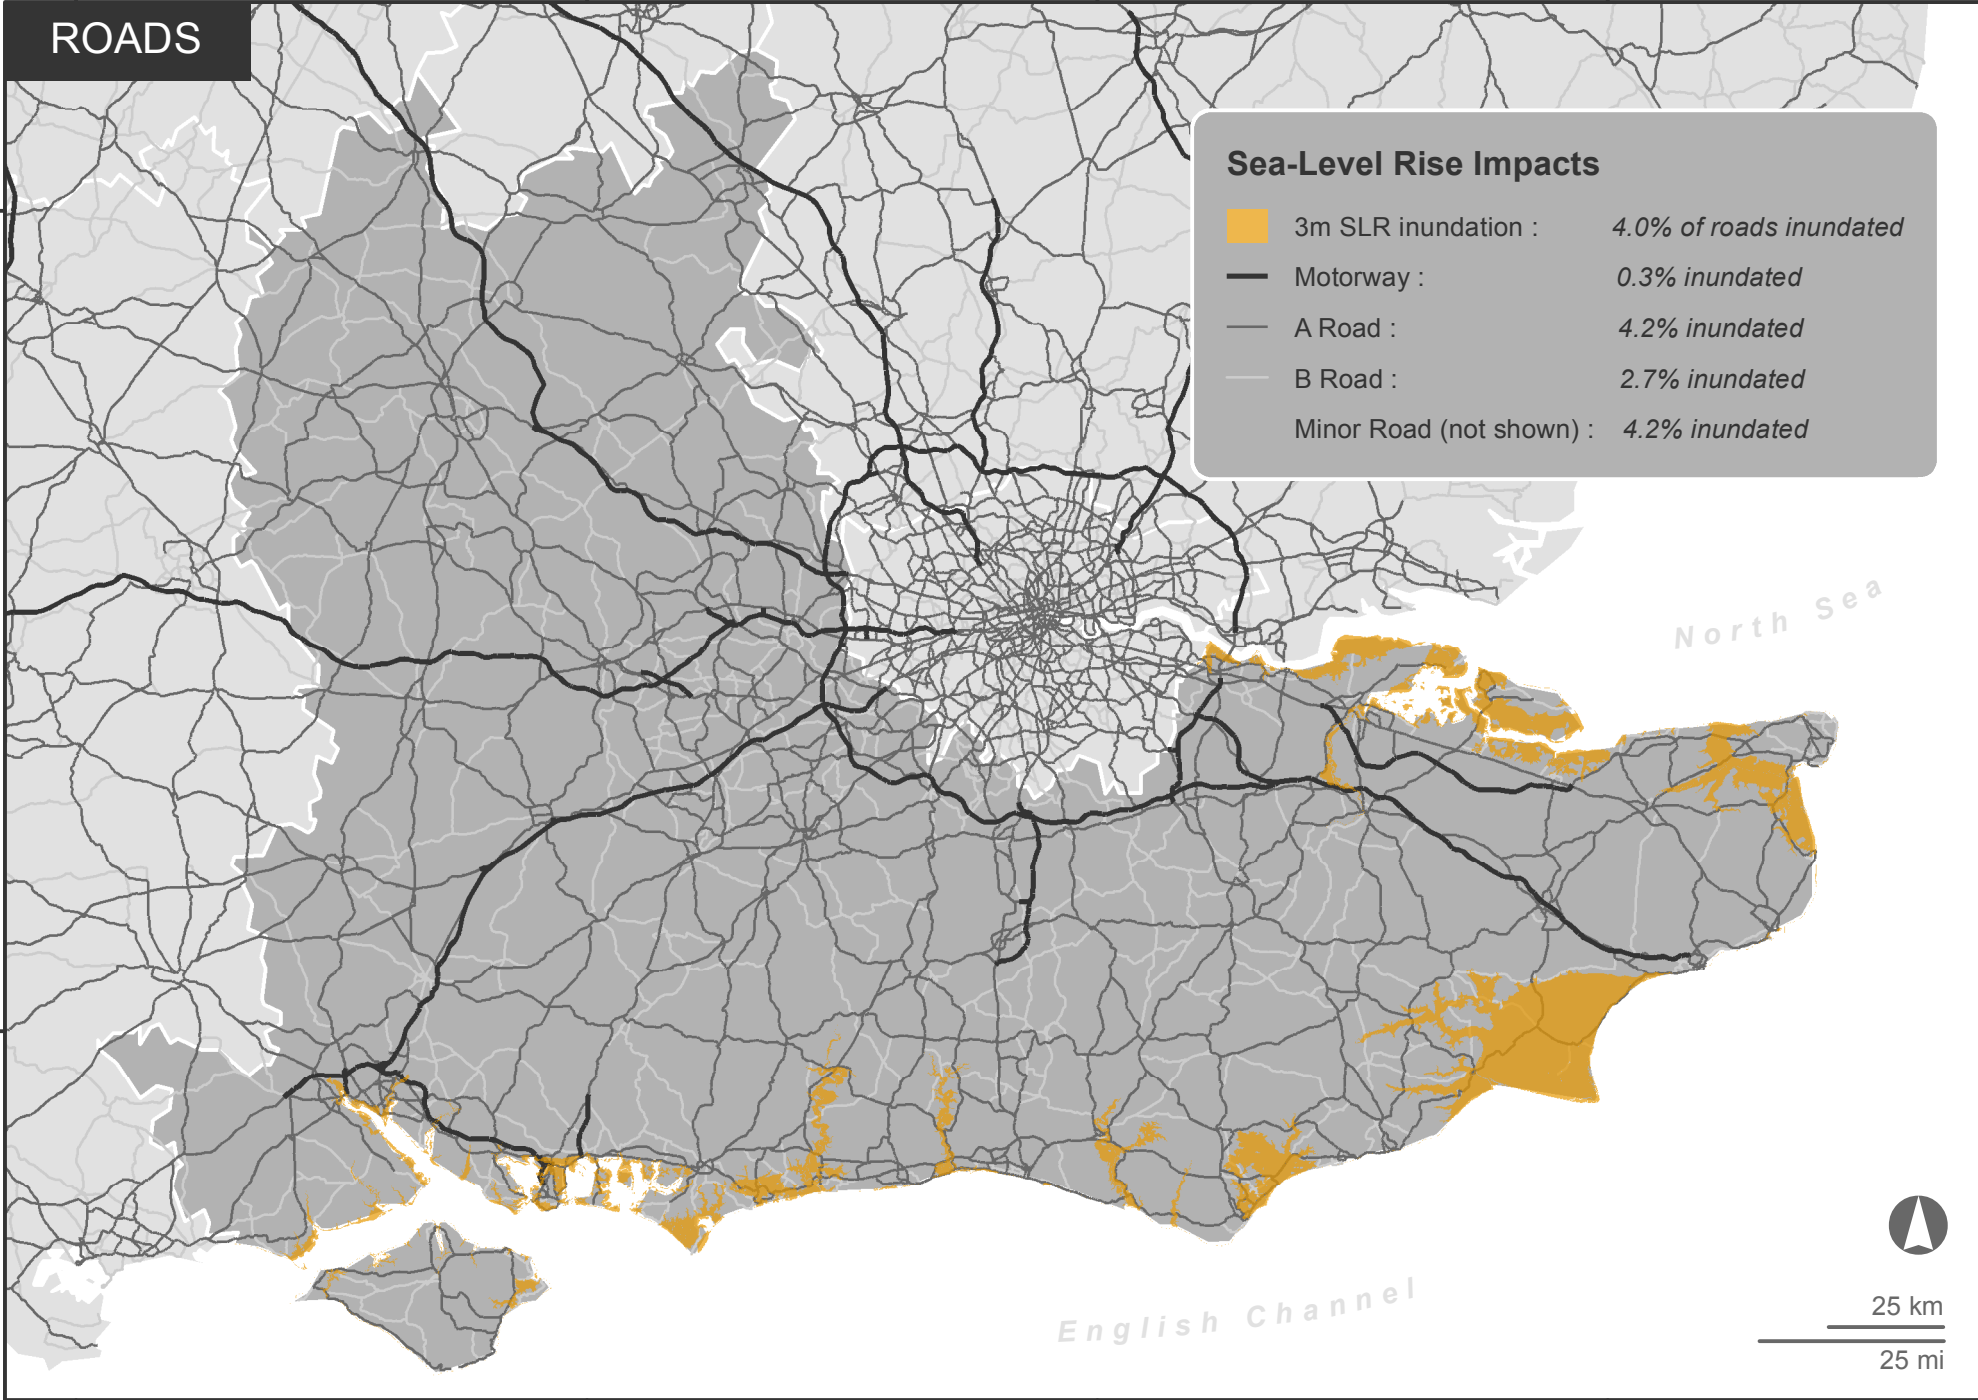 ROADS
Sea-Level Rise Impacts
3m SLR inundation : 4.0% of roads inundated
Motorway : 0.3% inundated
A Road : 4.2% inundated
B Road : 2.7% inundated
Minor Road (not shown) : 4.2% inundated
North Sea
English Channel
25 km
25 mi